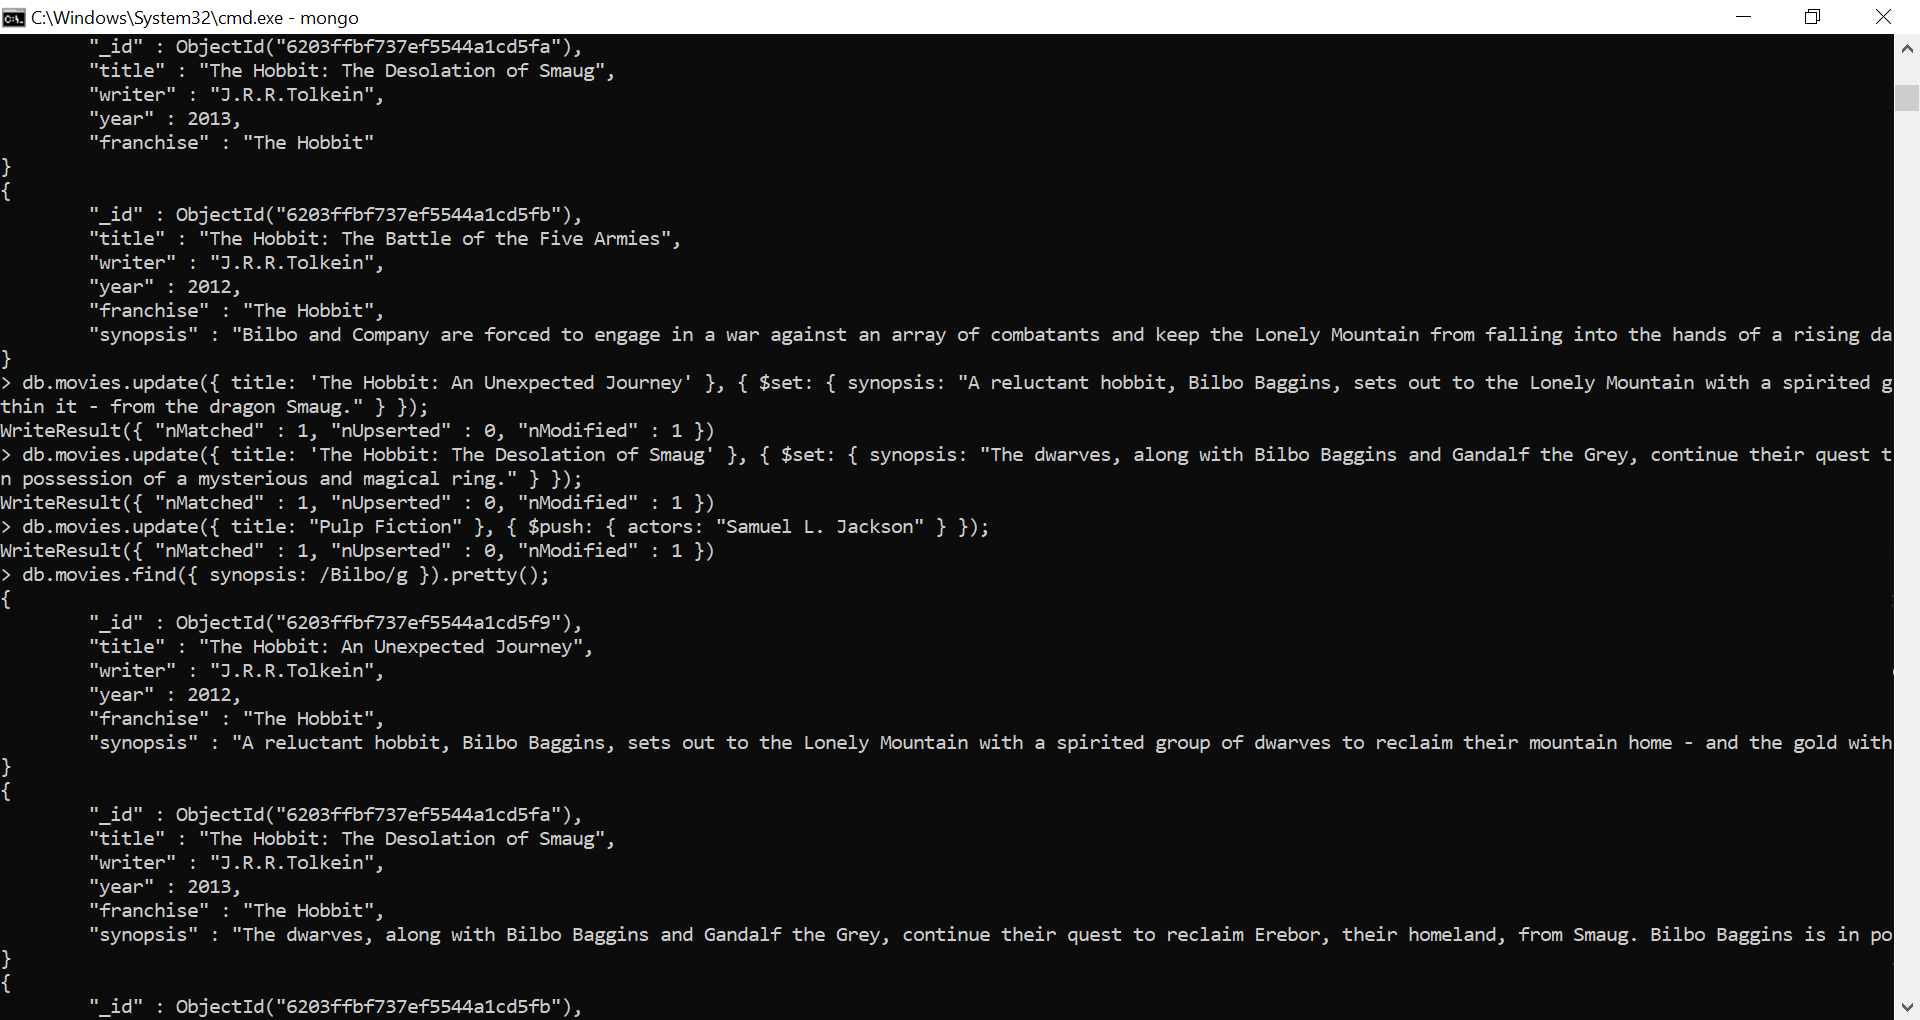 C:\Windows\System32\cmd.exe - mongo
"_id" : ObjectId("6203ffbf737ef5544a1cd5fa"),
"title" : "The Hobbit: The Desolation of Smaug",
"writer" : "J.R.R.Tolkein",
"year" : 2013,
"franchise" : "The Hobbit"
}
{
"_id" : ObjectId("6203ffbf737ef5544a1cd5fb"),
"title" : "The Hobbit: The Battle of the Five Armies",
"writer" : "J.R.R.Tolkein",
"year" : 2012,
"franchise" : "The Hobbit",
"synopsis" : "Bilbo and Company are forced to engage in a war against an array of combatants and keep the Lonely Mountain from falling into the hands of a rising da
}
> db.movies.update({ title: 'The Hobbit: An Unexpected Journey' }, { $set: { synopsis: "A reluctant hobbit, Bilbo Baggins, sets out to the Lonely Mountain with a spirited g
thin it - from the dragon Smaug." } });
WriteResult({ "nMatched" : 1, "nUpserted" : 0, "nModified" : 1 })
> db.movies.update({ title: 'The Hobbit: The Desolation of Smaug' }, { $set: { synopsis: "The dwarves, along with Bilbo Baggins and Gandalf the Grey, continue their quest t
n possession of a mysterious and magical ring." } });
WriteResult({ "nMatched" : 1, "nUpserted" : 0, "nModified" : 1 })
> db.movies.update({ title: "Pulp Fiction" }, { $push: { actors: "Samuel L. Jackson" } });
WriteResult({ "nMatched" : 1, "nUpserted" : 0, "nModified" : 1 })
> db.movies.find({ synopsis: /Bilbo/g }).pretty();
{
"_id" : ObjectId("6203ffbf737ef5544a1cd5f9"),
"title" : "The Hobbit: An Unexpected Journey",
"writer" : "J.R.R.Tolkein",
"year" : 2012,
"franchise" : "The Hobbit",
"synopsis" : "A reluctant hobbit, Bilbo Baggins, sets out to the Lonely Mountain with a spirited group of dwarves to reclaim their mountain home - and the gold with
}
{
"_id" : ObjectId("6203ffbf737ef5544a1cd5fa"),
"title" : "The Hobbit: The Desolation of Smaug",
"writer" : "J.R.R.Tolkein",
"year" : 2013,
"franchise" : "The Hobbit",
"synopsis" : "The dwarves, along with Bilbo Baggins and Gandalf the Grey, continue their quest to reclaim Erebor, their homeland, from Smaug. Bilbo Baggins is in po
}
{
"_id" : ObjectId("6203ffbf737ef5544a1cd5fb"),